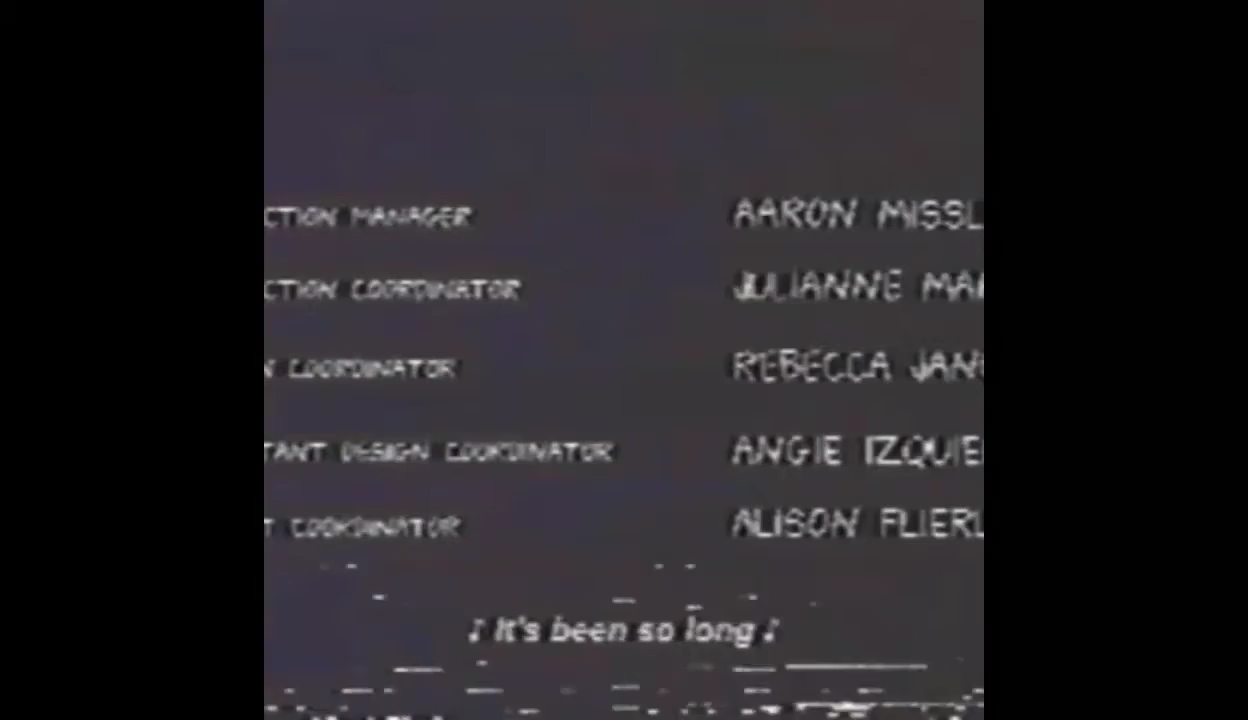 CTION MANAGER AARON MISSL
CTION COORDINATOR JULIANNE MAR
N COORDINATOR REBECCA JAN
TANT DESIGN COORDINATOR ANGIE IZQUIE
T COORDINATOR ALISON FLIERL
♪ It's been so long ♪